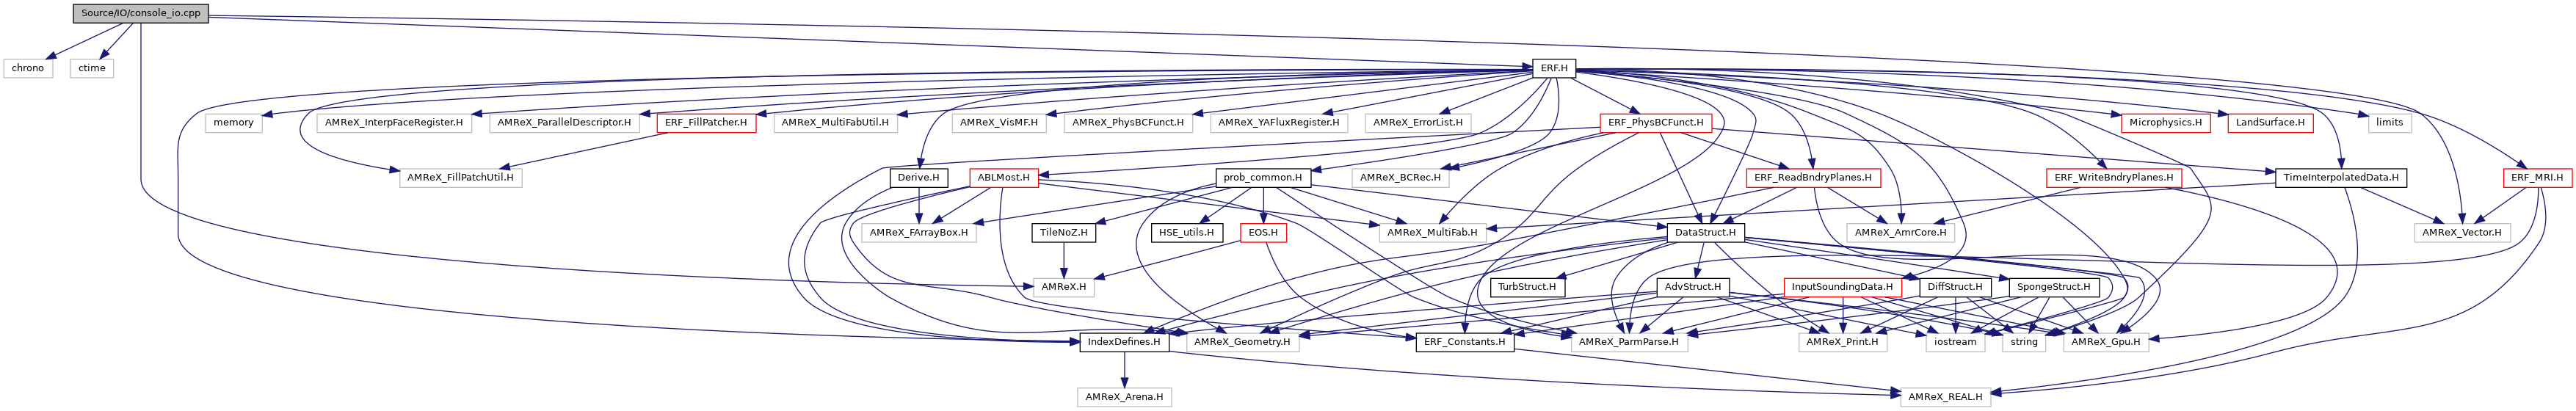 Source/IO/console_io.cpp
chrono
ctime
ERF.H
memory
AMReX_InterpFaceRegister.H
AMReX_ParallelDescriptor.H
ERF_FillPatcher.H
AMReX_MultiFabUtil.H
AMReX_VisMF.H
AMReX_PhysBCFunct.H
AMReX_YAFluxRegister.H
AMReX_ErrorList.H
ERF_PhysBCFunct.H
Microphysics.H
LandSurface.H
limits
AMReX_FillPatchUtil.H
Derive.H
ABLMost.H
prob_common.H
AMReX_BCRec.H
ERF_ReadBndryPlanes.H
ERF_WriteBndryPlanes.H
TimeInterpolatedData.H
ERF_MRI.H
AMReX_FArrayBox.H
TileNoZ.H
HSE_utils.H
EOS.H
AMReX_MultiFab.H
DataStruct.H
AMReX_AmrCore.H
AMReX_Vector.H
AMReX.H
TurbStruct.H
AdvStruct.H
InputSoundingData.H
DiffStruct.H
SpongeStruct.H
IndexDefines.H
AMReX_Geometry.H
ERF_Constants.H
AMReX_ParmParse.H
AMReX_Print.H
iostream
string
AMReX_Gpu.H
AMReX_Arena.H
AMReX_REAL.H